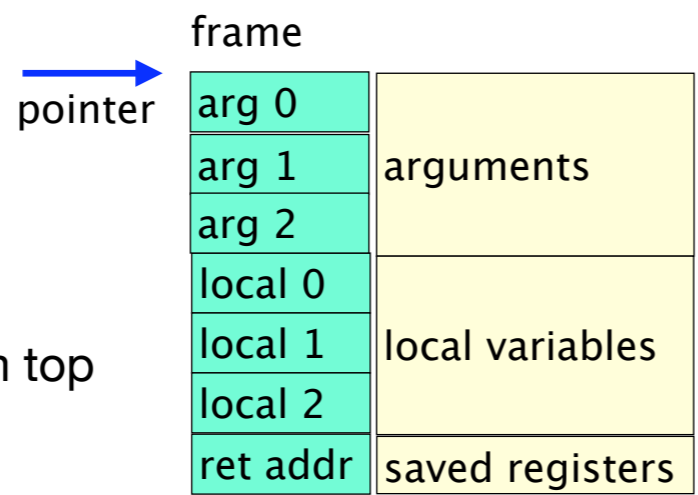 frame
pointer
arg 0
arg 1
arguments
arg 2
local 0
local 1
local variables
top
local 2
ret addr
saved registers